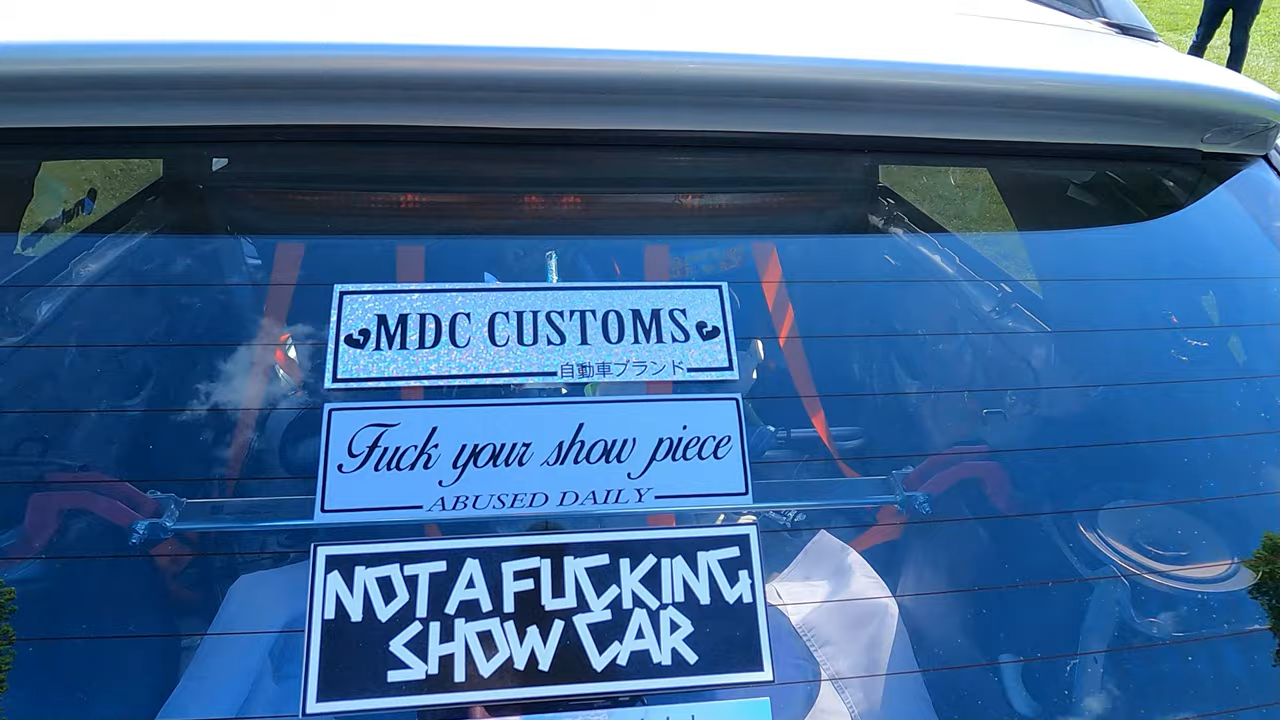 MDC CUSTOMS
自動車ブランド
Fuck your show piece
ABUSED DAILY
NOT A FUCKING
SHOW CAR